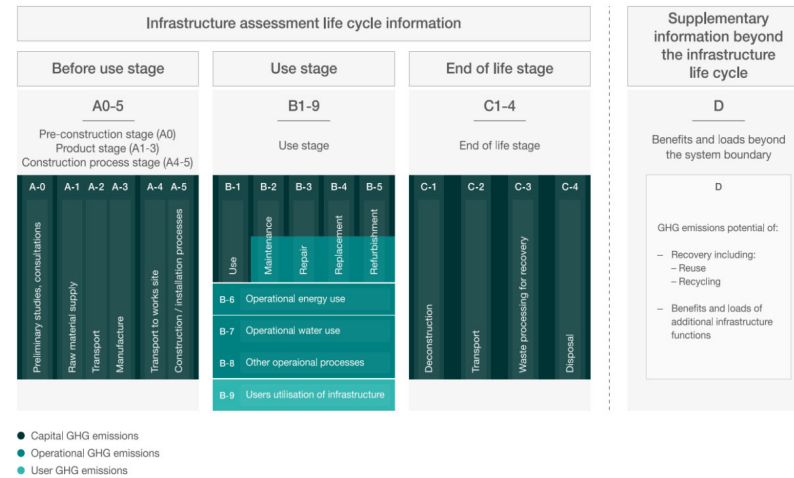 Infrastructure assessment life cycle information
Supplementary
information beyond
the infrastructure
life cycle
Before use stage
Use stage
End of life stage
A0-5
Pre-construction stage (A0)
Product stage (A1-3)
Construction process stage (A4-5)
B1-9
Use stage
C1-4
End of life stage
D
Benefits and loads beyond
the system boundary
A-0
A-1
A-2
A-3
A-4
A-5
Preliminary studies, consultations
Raw material supply
Transport
Manufacture
Transport to works site
Construction / installation processes
B-1
B-2
B-3
B-4
B-5
Use
Maintenance
Repair
Replacement
Refurbishment
B-6 Operational energy use
B-7 Operational water use
B-8 Other operaional processes
B-9 Users utilisation of infrastructure
C-1
C-2
C-3
C-4
Deconstruction
Transport
Waste processing for recovery
Disposal
D
GHG emissions potential of:
– Recovery including:
– Reuse
– Recycling
– Benefits and loads of
additional infrastructure
functions
Capital GHG emissions
Operational GHG emissions
User GHG emissions